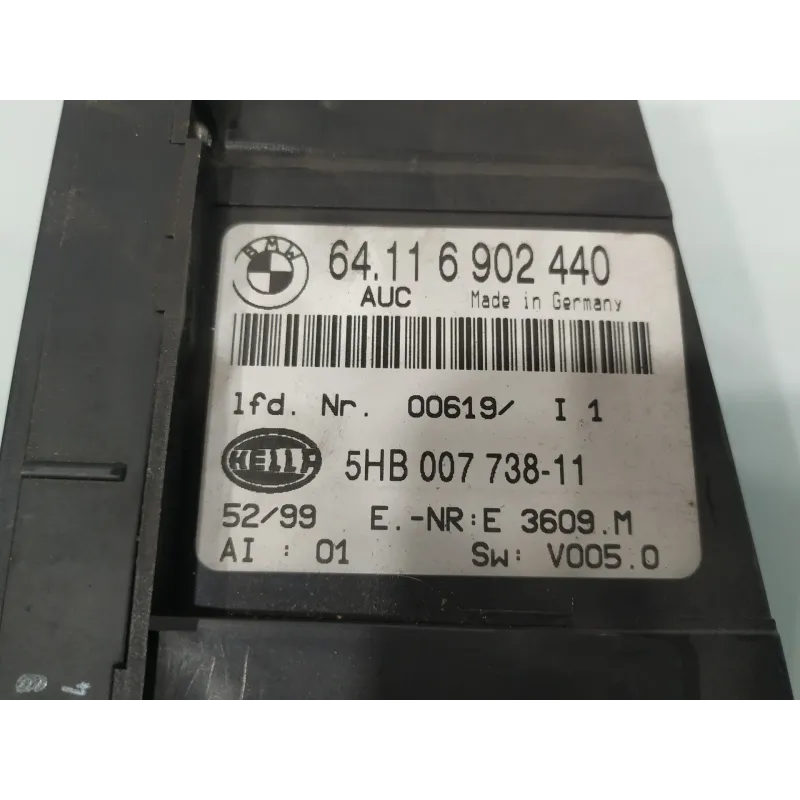 BMW 64.11 6 902 440
AUC Made in Germany
lfd. Nr. 00619/ I 1
HELLA 5HB 007 738-11
52/99 E.-NR:E 3609.M
AI : 01 Sw: V005.0